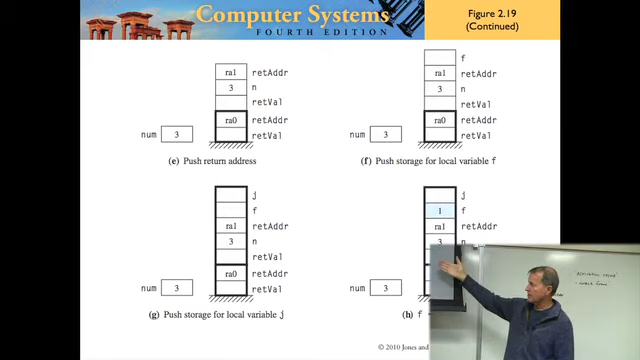 Computer Systems
FOURTH EDITION
Figure 2.19
(Continued)
ra1 retAddr
3 n
retVal
ra0 retAddr
num 3 retVal
(e) Push return address
f
ra1 retAddr
3 n
retVal
ra0 retAddr
num 3 retVal
(f) Push storage for local variable f
j
f
ra1 retAddr
3 n
retVal
ra0 retAddr
num 3 retVal
(g) Push storage for local variable j
j
1 f
ra1 retAddr
3 n
num 3
(h) f
© 2010 Jones and